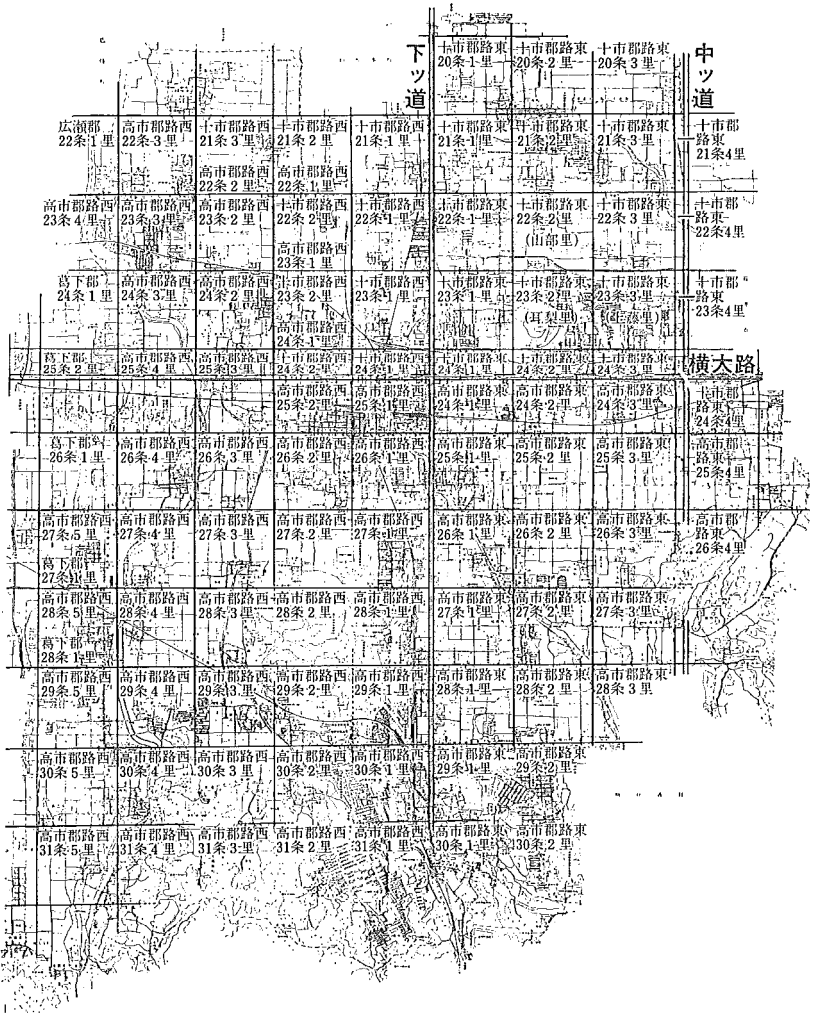 下ツ道
中ツ道
十市郡路東
20条1里
十市郡路東
20条2里
十市郡路東
20条3里
広瀬郡
22条1里
高市郡路西
22条3里
十市郡路西
21条3里
十市郡路西
21条2里
十市郡路西
21条1里
十市郡路東
21条1里
十市郡路東
21条2里
十市郡路東
21条3里
十市郡
路東
21条4里
高市郡路西
22条2里
高市郡路西
22条1里
高市郡路西
23条4里
高市郡路西
23条3里
高市郡路西
23条2里
十市郡路西
22条2里
十市郡路西
22条1里
十市郡路東
22条1里
十市郡路東
22条2里
(山部里)
十市郡路東
22条3里
十市郡
路東
22条4里
高市郡路西
23条1里
葛下郡
24条1里
高市郡路西
24条3里
高市郡路西
24条2里
十市郡路西
23条2里
十市郡路西
23条1里
十市郡路東
23条1里
十市郡路東
23条2里
(耳梨里)
十市郡路東
23条3里
十市郡
路東
23条4里
高市郡路西
24条1里
葛下郡
25条2里
高市郡路西
25条4里
高市郡路西
25条3里
十市郡路西
24条2里
十市郡路西
24条1里
十市郡路東
24条1里
十市郡路東
24条2里
十市郡路東
24条3里
横大路
高市郡路西
25条2里
高市郡路西
25条1里
高市郡路東
24条1里
高市郡路東
24条2里
高市郡路東
24条3里
十市郡
路東
24条4里
葛下郡
26条1里
高市郡路西
26条4里
高市郡路西
26条3里
高市郡路西
26条2里
高市郡路西
26条1里
高市郡路東
25条1里
高市郡路東
25条2里
高市郡路東
25条3里
高市郡
路東
25条4里
高市郡路西
27条5里
高市郡路西
27条4里
高市郡路西
27条3里
高市郡路西
27条2里
高市郡路西
27条1里
高市郡路東
26条1里
高市郡路東
26条2里
高市郡路東
26条3里
高市郡
路東
26条4里
葛下郡
27条1里
高市郡路西
28条5里
高市郡路西
28条4里
高市郡路西
28条3里
高市郡路西
28条2里
高市郡路西
28条1里
高市郡路東
27条1里
高市郡路東
27条2里
高市郡路東
27条3里
葛下郡
28条1里
高市郡路西
29条5里
高市郡路西
29条4里
高市郡路西
29条3里
高市郡路西
29条2里
高市郡路西
29条1里
高市郡路東
28条1里
高市郡路東
28条2里
高市郡路東
28条3里
高市郡路西
30条5里
高市郡路西
30条4里
高市郡路西
30条3里
高市郡路西
30条2里
高市郡路西
30条1里
高市郡路東
29条1里
高市郡路東
29条2里
高市郡路西
31条5里
高市郡路西
31条4里
高市郡路西
31条3里
高市郡路西
31条2里
高市郡路西
31条1里
高市郡路東
30条1里
高市郡路東
30条2里